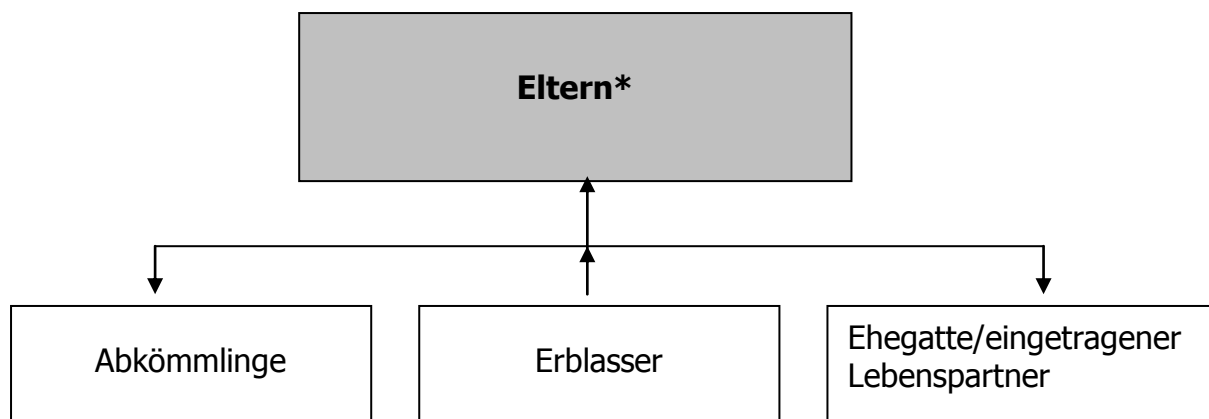 Eltern*
Abkömmlinge
Erblasser
Ehegatte/eingetragener
Lebenspartner